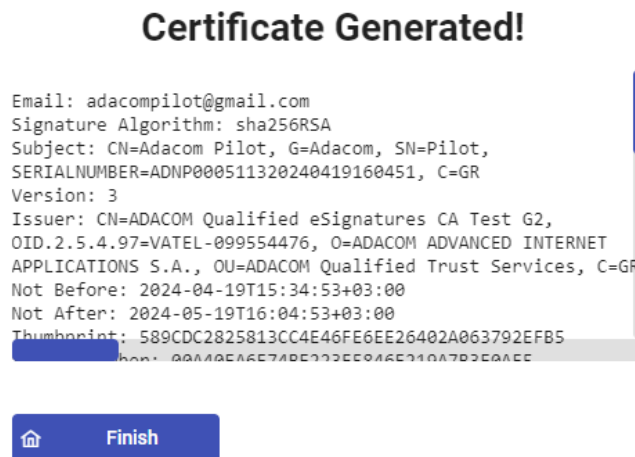 Certificate Generated!
Email: adacompilot@gmail.com
Signature Algorithm: sha256RSA
Subject: CN=Adacom Pilot, G=Adacom, SN=Pilot,
SERIALNUMBER=ADNP000511320240419160451, C=GR
Version: 3
Issuer: CN=ADACOM Qualified eSignatures CA Test G2,
OID.2.5.4.97=VATEL-099554476, O=ADACOM ADVANCED INTERNET
APPLICATIONS S.A., OU=ADACOM Qualified Trust Services, C=GR
Not Before: 2024-04-19T15:34:53+03:00
Not After: 2024-05-19T16:04:53+03:00
Thumbprint: 589CDC2825813CC4E46FE6EE26402A063792EFB5
Finish